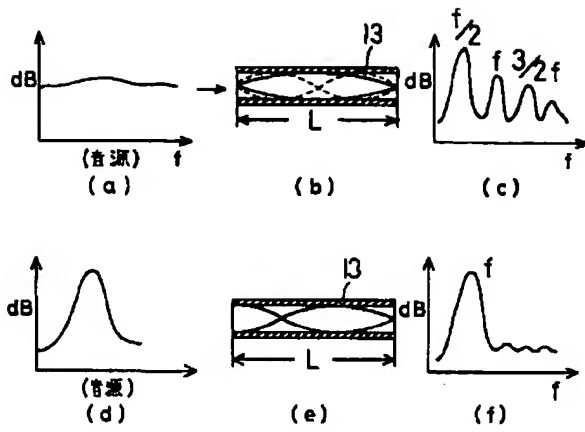 dB
(音源) f
(a)
13
L
(b)
f/2 f 3/2 f
dB
f
(c)
dB
(音源)
(d)
13
L
(e)
f
dB
f
(f)